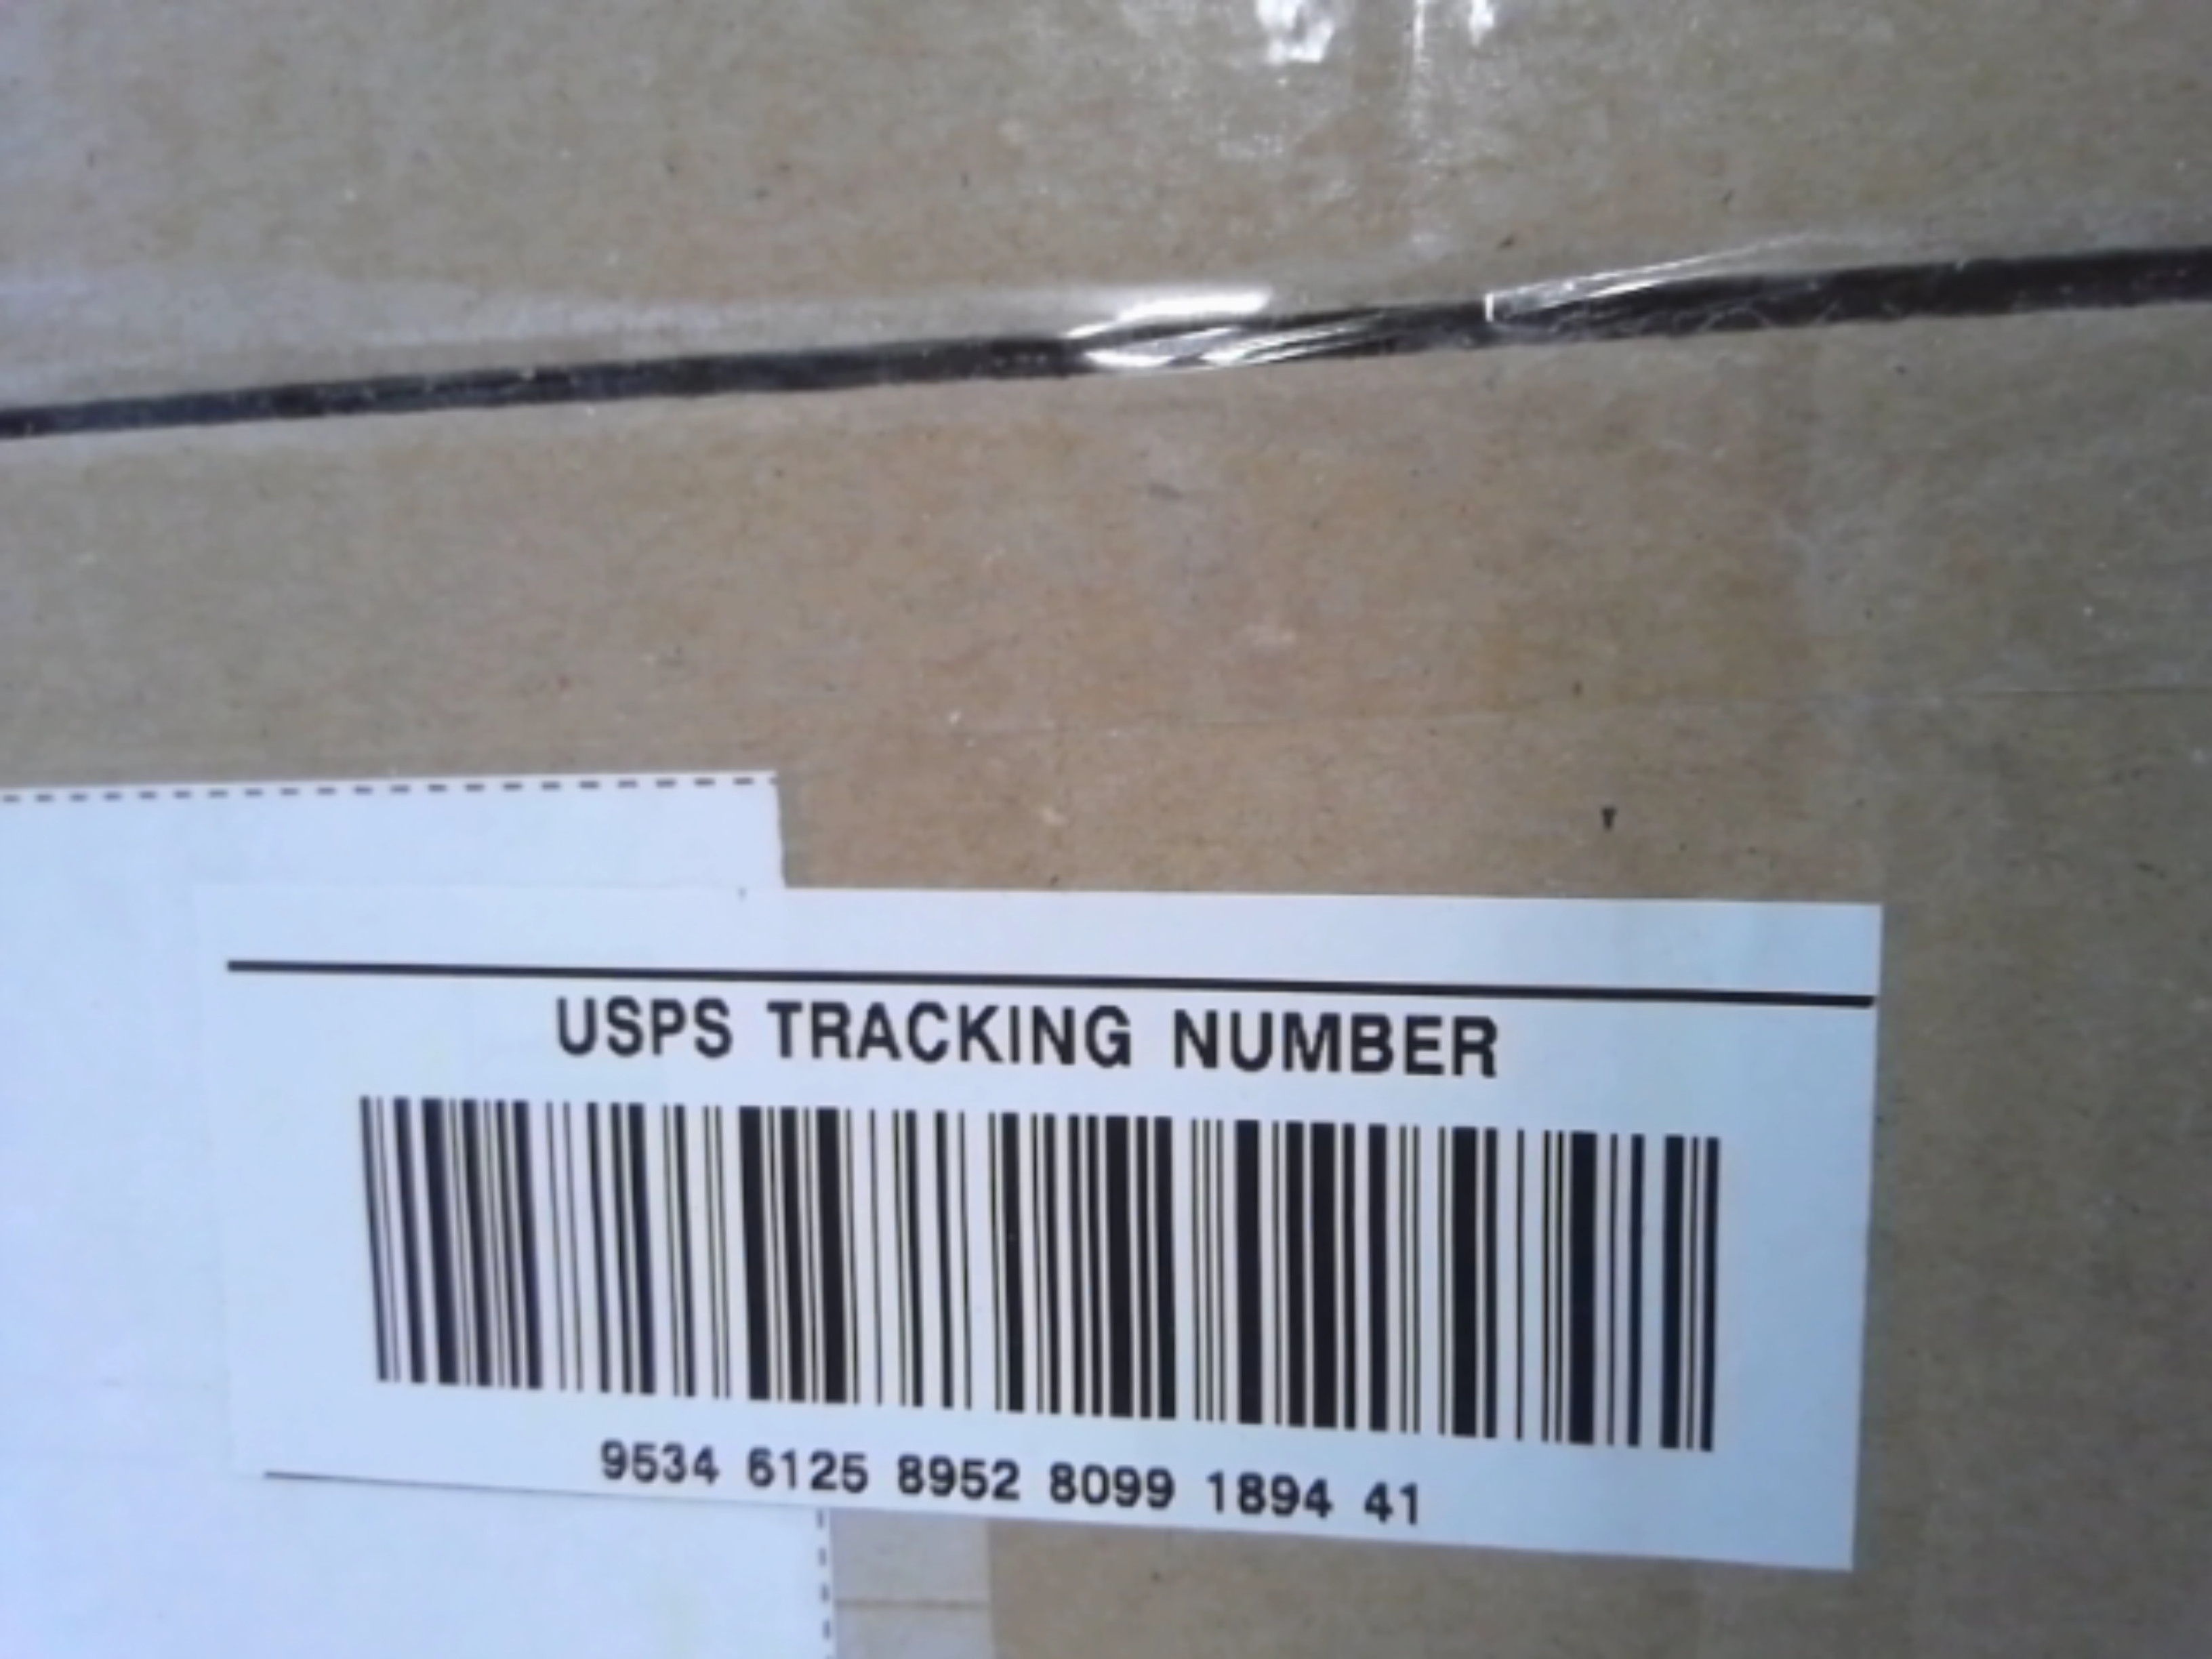 USPS TRACKING NUMBER
9534 6125 8952 8099 1894 41